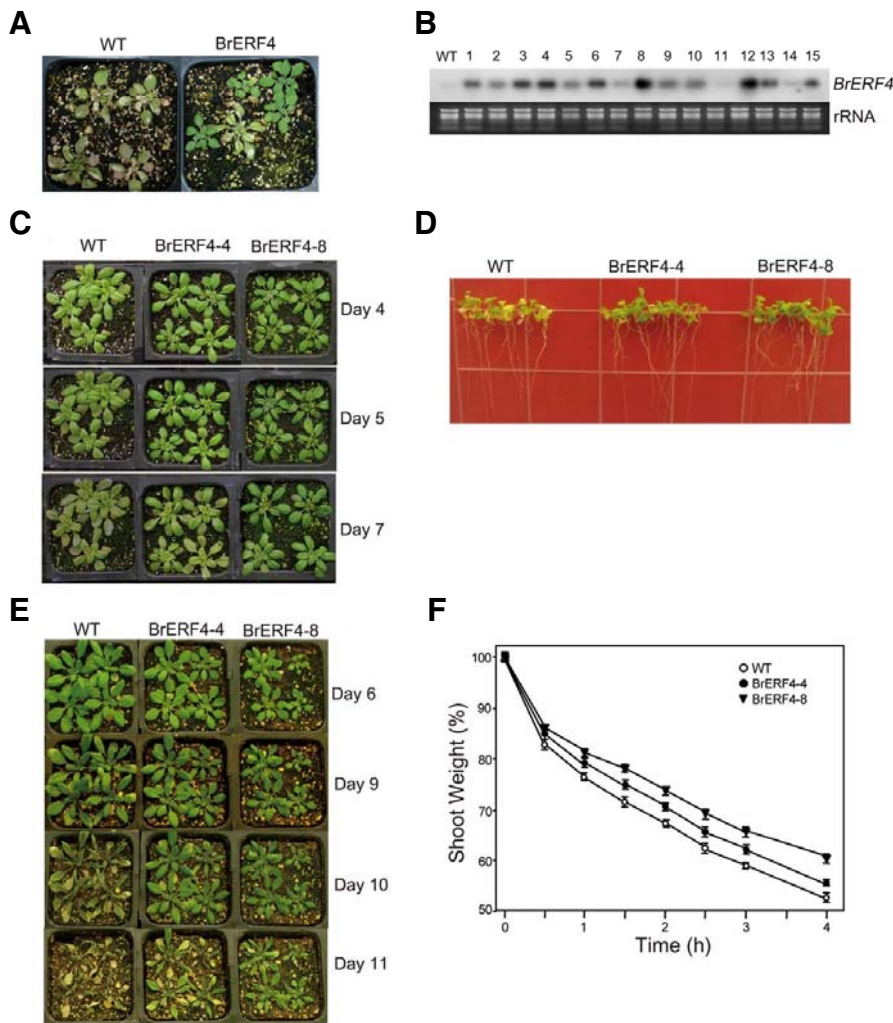 A
WT BrERF4
B
WT 1 2 3 4 5 6 7 8 9 10 11 12 13 14 15
BrERF4
rRNA
C
WT BrERF4-4 BrERF4-8
Day 4
Day 5
Day 7
D
WT BrERF4-4 BrERF4-8
E
WT BrERF4-4 BrERF4-8
Day 6
Day 9
Day 10
Day 11
F
100
90
80
70
60
50
Shoot Weight (%)
WT
BrERF4-4
BrERF4-8
0 1 2 3 4
Time (h)